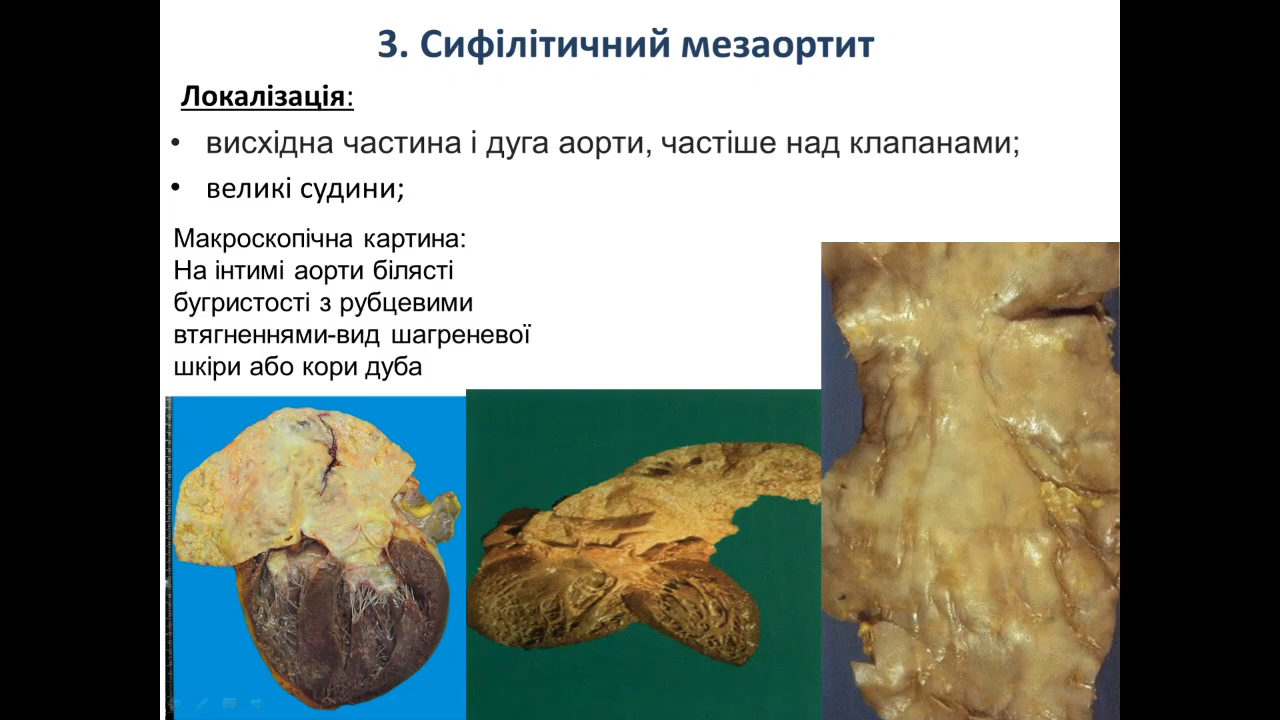 3. Сифілітичний мезаортит
Локалізація:
• висхідна частина і дуга аорти, частіше над клапанами;
• великі судини;
Макроскопічна картина:
На інтимі аорти білясті
бугристості з рубцевими
втягненнями-вид шагреневої
шкіри або кори дуба